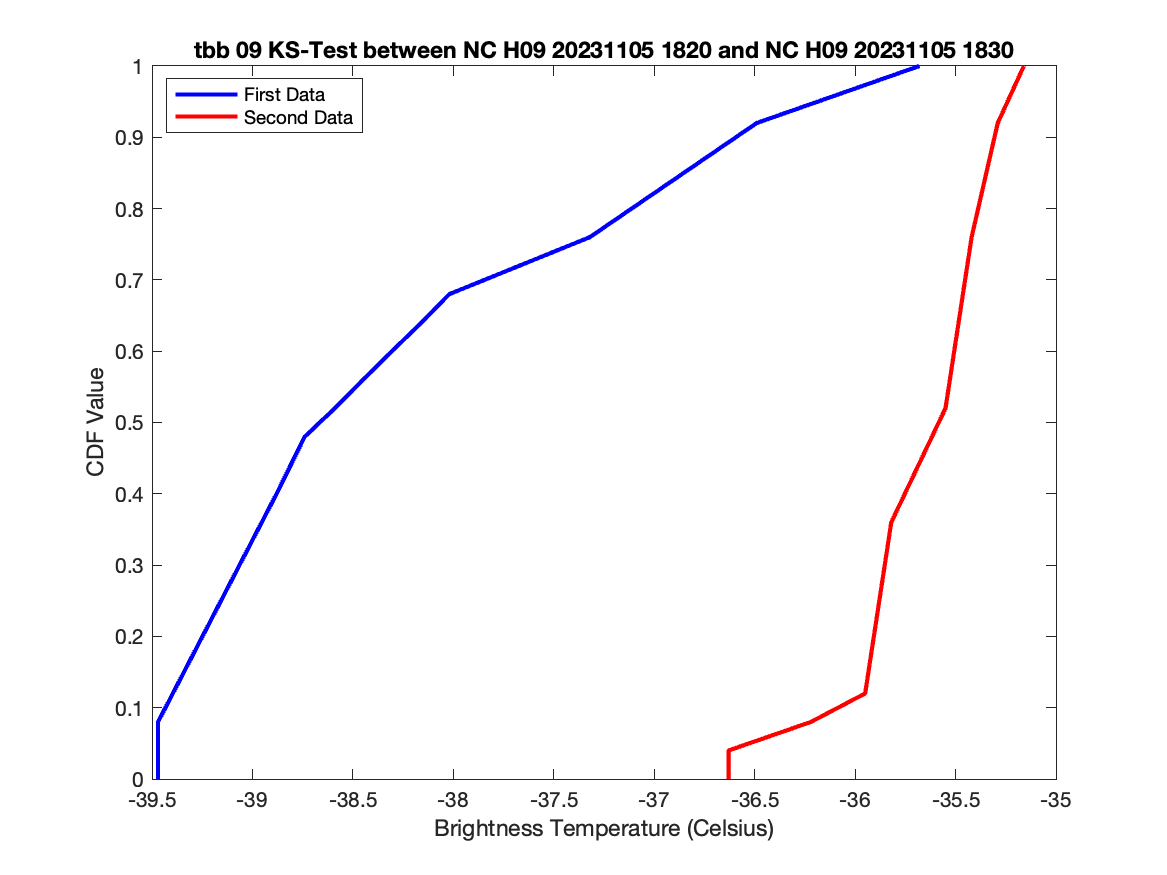 tbb 09 KS-Test between NC H09 20231105 1820 and NC H09 20231105 1830
First Data
Second Data
1
0.9
0.8
0.7
0.6
0.5
0.4
0.3
0.2
0.1
0
CDF Value
-39.5 -39 -38.5 -38 -37.5 -37 -36.5 -36 -35.5 -35
Brightness Temperature (Celsius)